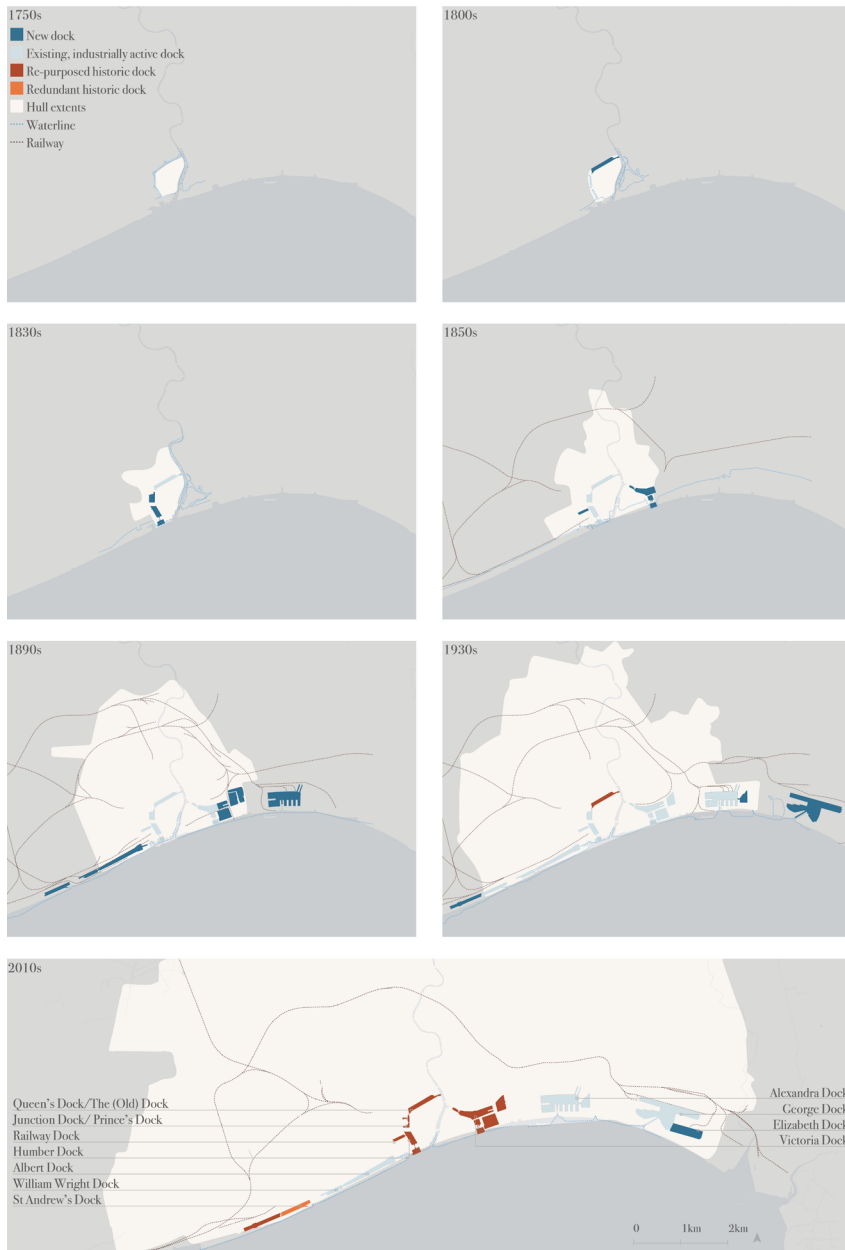 1750s
New dock
Existing, industrially active dock
Re-purposed historic dock
Redundant historic dock
Hull extents
Waterline
Railway
1800s
1830s
1850s
1890s
1930s
2010s
Queen's Dock/The (Old) Dock
Junction Dock/ Prince's Dock
Railway Dock
Humber Dock
Albert Dock
William Wright Dock
St Andrew's Dock
Alexandra Dock
George Dock
Elizabeth Dock
Victoria Dock
0 1km 2km